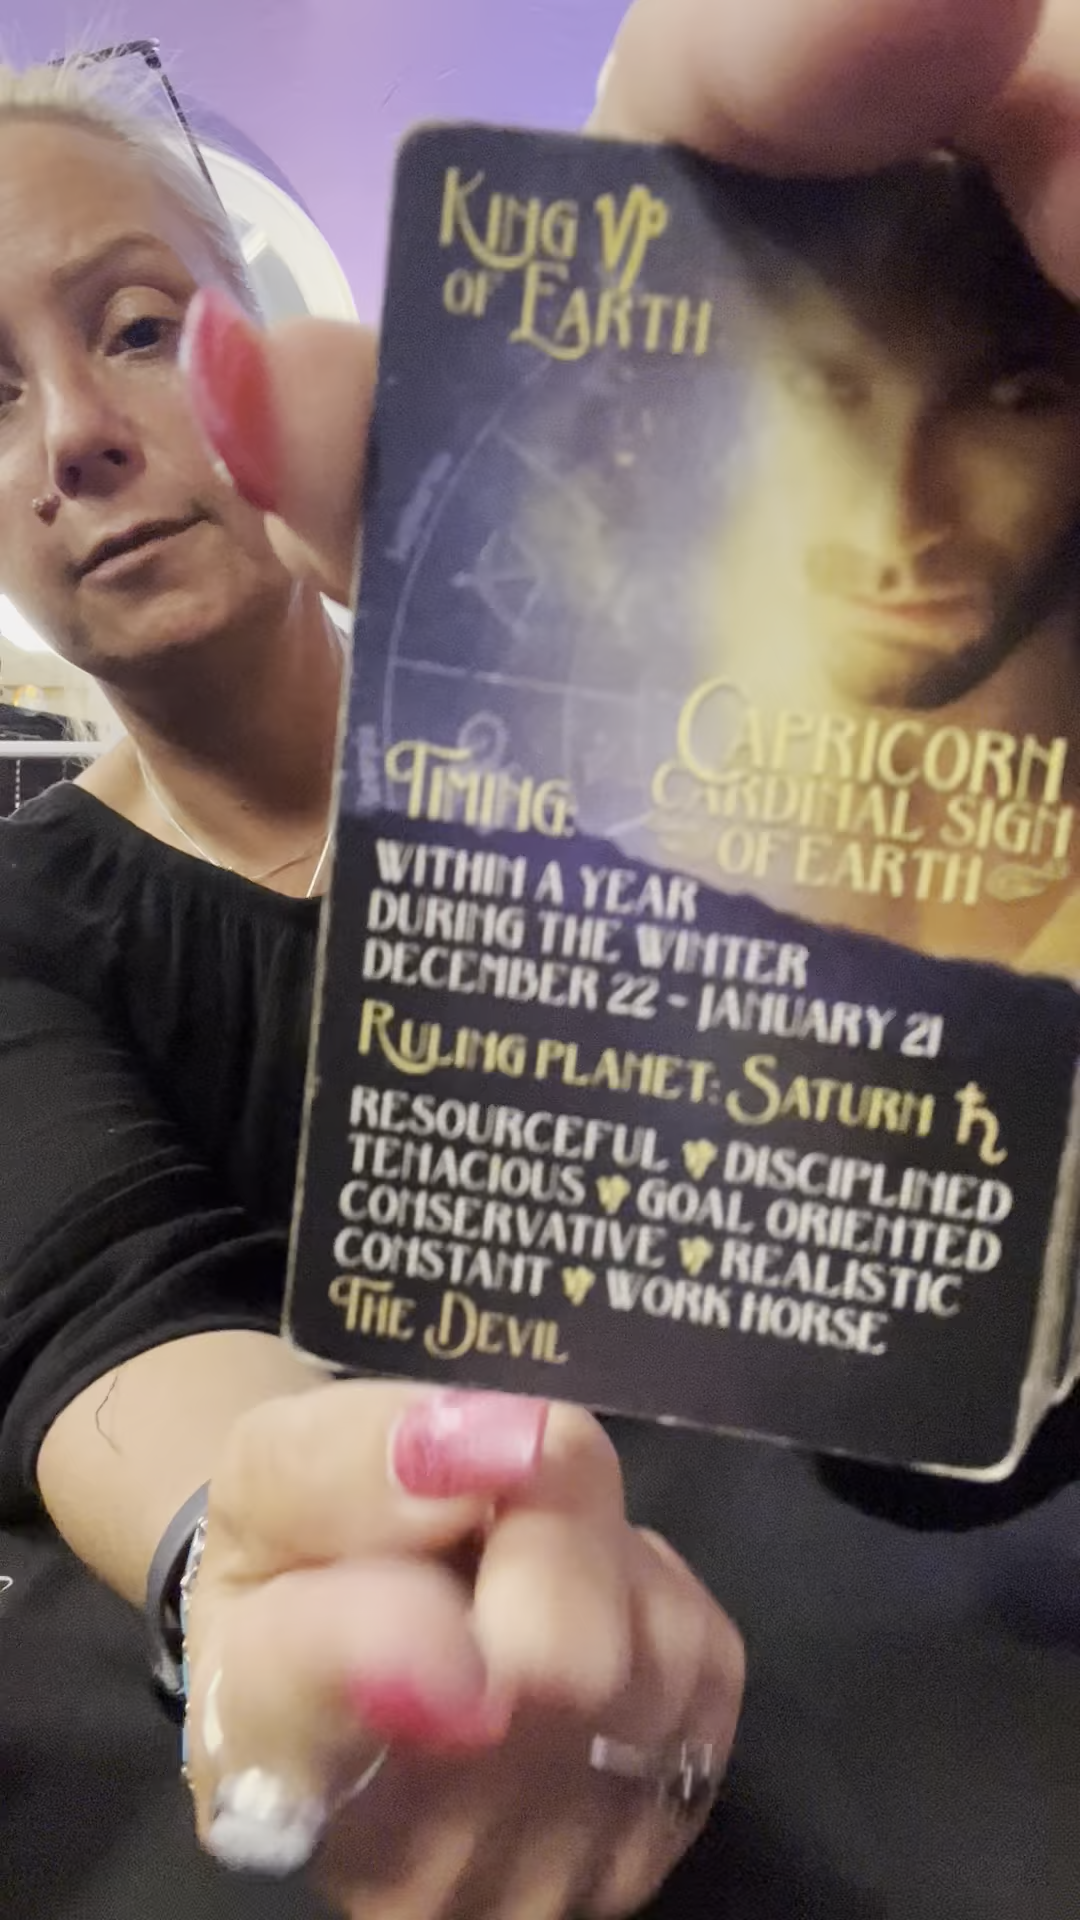 King ♑
of Earth
Capricorn
Cardinal Sign
of Earth
Timing:
Within a year
during the winter
December 22 - January 21
Ruling Planet: Saturn ♄
Resourceful ♑ Disciplined
Tenacious ♑ Goal Oriented
Conservative ♑ Realistic
Constant ♑ Work Horse
The Devil